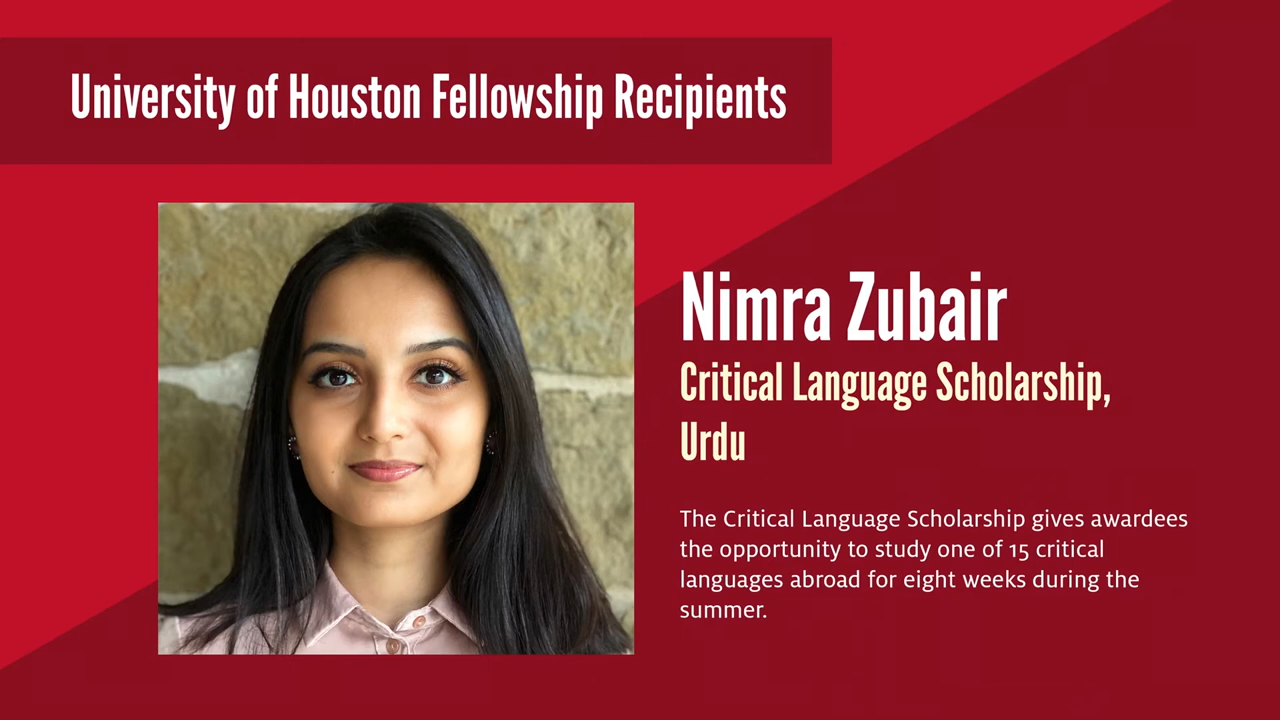 University of Houston Fellowship Recipients
Nimra Zubair
Critical Language Scholarship,
Urdu
The Critical Language Scholarship gives awardees
the opportunity to study one of 15 critical
languages abroad for eight weeks during the
summer.